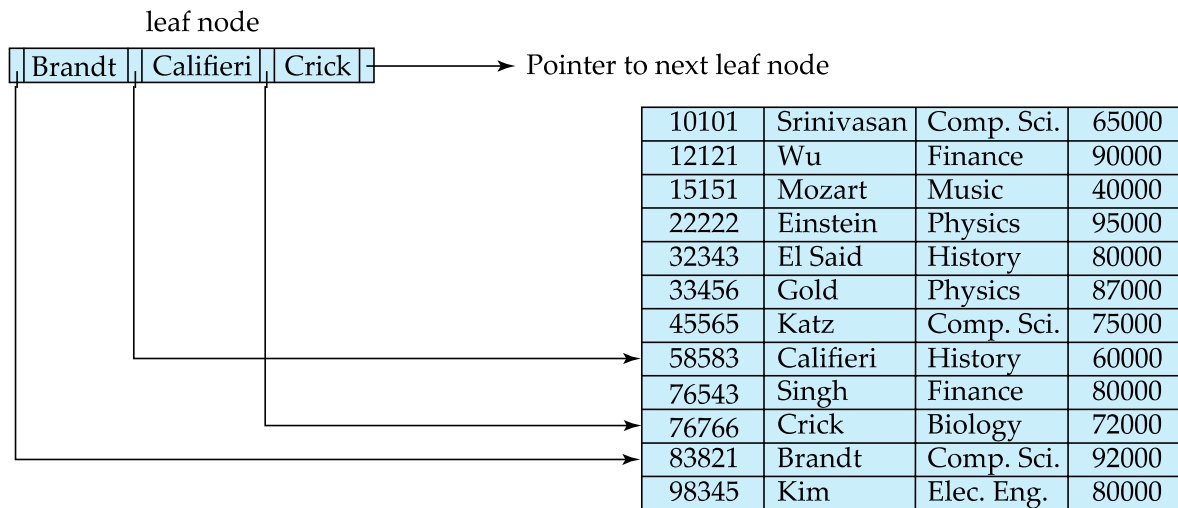 leaf node
Brandt Califieri Crick
Pointer to next leaf node
10101 Srinivasan Comp. Sci. 65000
12121 Wu Finance 90000
15151 Mozart Music 40000
22222 Einstein Physics 95000
32343 El Said History 80000
33456 Gold Physics 87000
45565 Katz Comp. Sci. 75000
58583 Califieri History 60000
76543 Singh Finance 80000
76766 Crick Biology 72000
83821 Brandt Comp. Sci. 92000
98345 Kim Elec. Eng. 80000